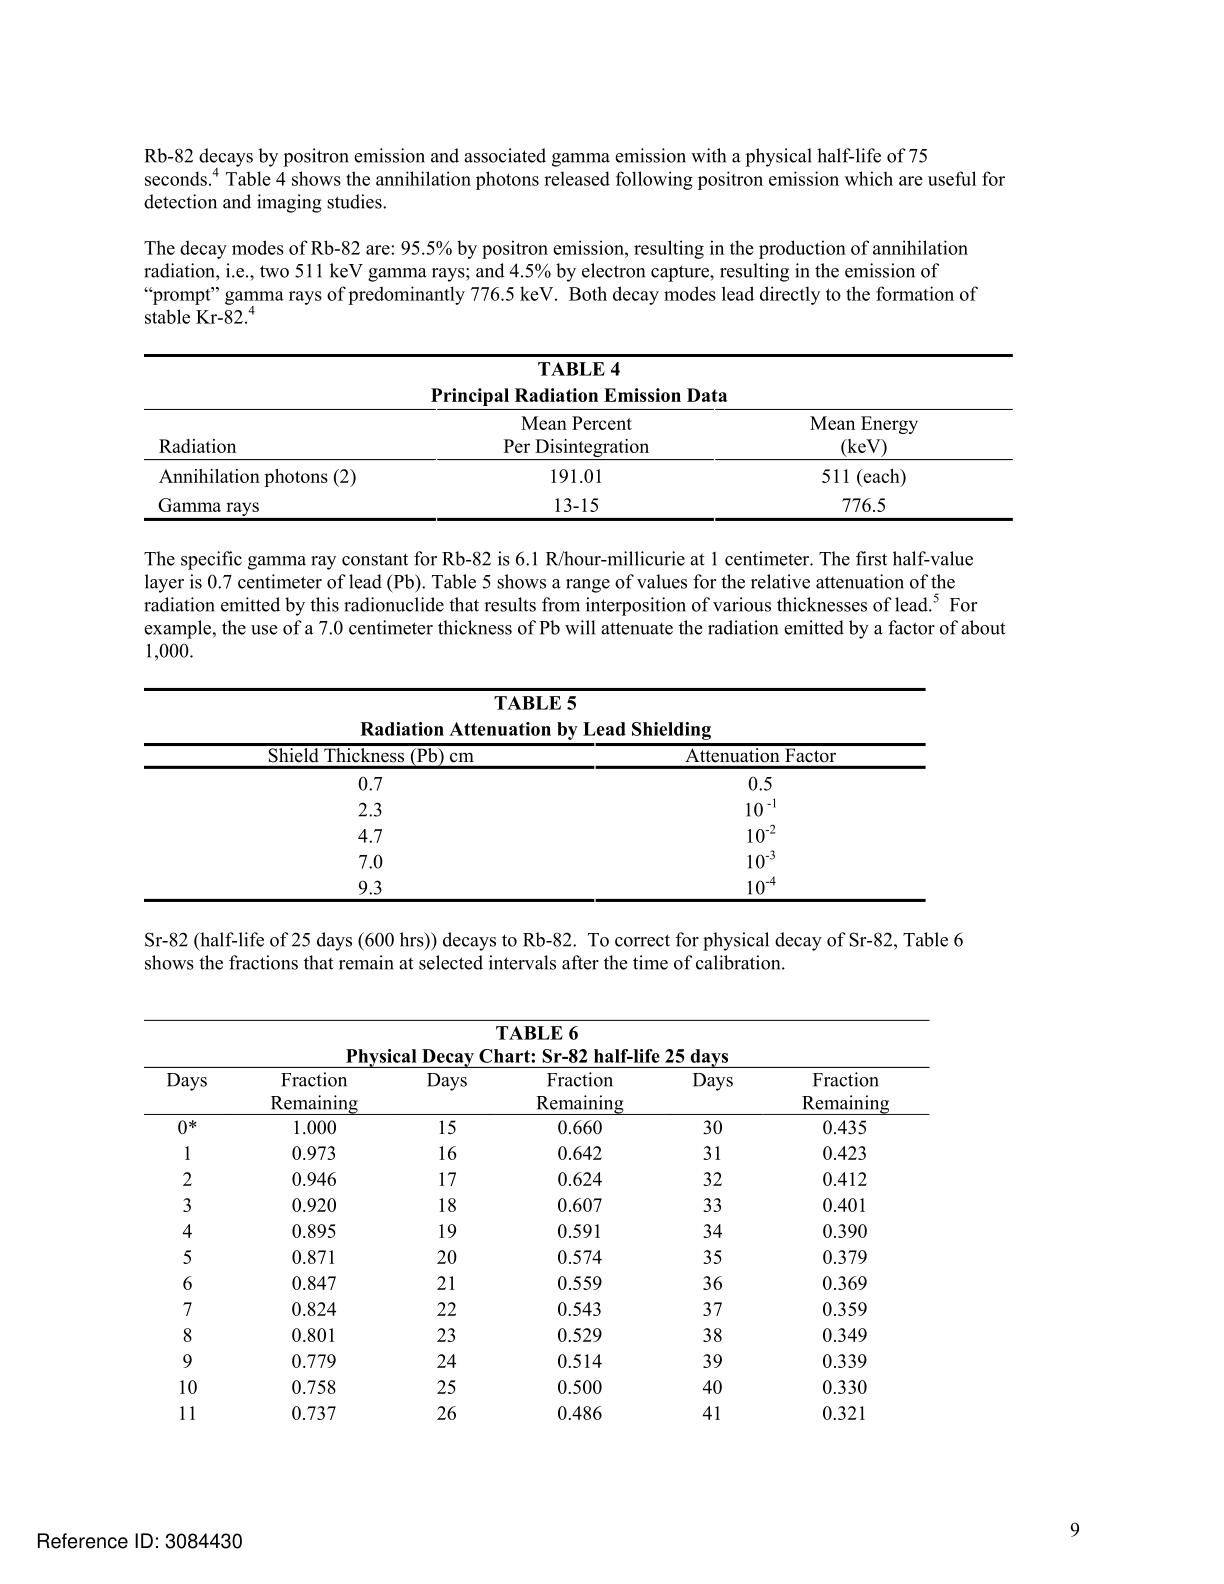 Rb-82 decays by positron emission and associated gamma emission with a physical half-life of 75
seconds.4 Table 4 shows the annihilation photons released following positron emission which are useful for
detection and imaging studies.
The decay modes of Rb-82 are: 95.5% by positron emission, resulting in the production of annihilation
radiation, i.e., two 511 keV gamma rays; and 4.5% by electron capture, resulting in the emission of
“prompt” gamma rays of predominantly 776.5 keV.  Both decay modes lead directly to the formation of
stable Kr-82.4
TABLE 4
Principal Radiation Emission Data
Mean Percent Mean Energy
Radiation Per Disintegration (keV)
Annihilation photons (2) 191.01 511 (each)
Gamma rays 13-15 776.5
The specific gamma ray constant for Rb-82 is 6.1 R/hour-millicurie at 1 centimeter. The first half-value
layer is 0.7 centimeter of lead (Pb). Table 5 shows a range of values for the relative attenuation of the
radiation emitted by this radionuclide that results from interposition of various thicknesses of lead.5  For
example, the use of a 7.0 centimeter thickness of Pb will attenuate the radiation emitted by a factor of about
1,000.
TABLE 5
Radiation Attenuation by Lead Shielding
Shield Thickness (Pb) cm Attenuation Factor
0.7 0.5
2.3 10 -1
4.7 10-2
7.0 10-3
9.3 10-4
Sr-82 (half-life of 25 days (600 hrs)) decays to Rb-82.  To correct for physical decay of Sr-82, Table 6
shows the fractions that remain at selected intervals after the time of calibration.
TABLE 6
Physical Decay Chart: Sr-82 half-life 25 days
Days Fraction Days Fraction Days Fraction
Remaining Remaining Remaining
0* 1.000 15 0.660 30 0.435
1 0.973 16 0.642 31 0.423
2 0.946 17 0.624 32 0.412
3 0.920 18 0.607 33 0.401
4 0.895 19 0.591 34 0.390
5 0.871 20 0.574 35 0.379
6 0.847 21 0.559 36 0.369
7 0.824 22 0.543 37 0.359
8 0.801 23 0.529 38 0.349
9 0.779 24 0.514 39 0.339
10 0.758 25 0.500 40 0.330
11 0.737 26 0.486 41 0.321
9
Reference ID: 3084430